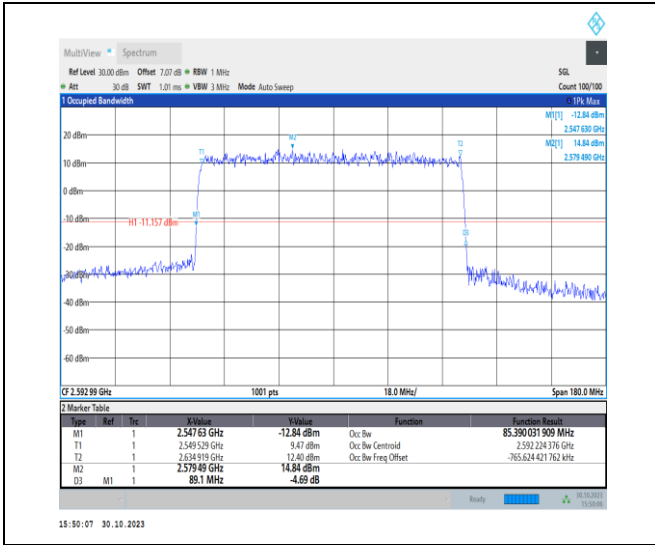 MultiView Spectrum
Ref Level 30.00 dBm Offset 7.07 dB RBW 1 MHz SGL
Att 30 dB SWT 1.01 ms VBW 3 MHz Mode Auto Sweep Count 100/100
1 Occupied Bandwidth 1Pk Max
M1[1] -12.84 dBm
2.547 630 GHz
M2[1] 14.84 dBm
2.579 490 GHz
20 dBm
M2
T1
T2
10 dBm
0 dBm
-10 dBm
M1
H1 -11.157 dBm
D3
-20 dBm
-30 dBm
-40 dBm
-50 dBm
-60 dBm
CF 2.592 99 GHz 1001 pts 18.0 MHz/ Span 180.0 MHz
2 Marker Table
Type Ref Trc X-Value Y-Value Function Function Result
M1 1 2.547 63 GHz -12.84 dBm Occ Bw 85.390 031 909 MHz
T1 1 2.549 529 GHz 9.47 dBm Occ Bw Centroid 2.592 224 376 GHz
T2 1 2.634 919 GHz 12.40 dBm Occ Bw Freq Offset -765.624 421 762 kHz
M2 1 2.579 49 GHz 14.84 dBm
D3 M1 1 89.1 MHz -4.69 dB
Ready 30.10.2023
15:50:06
15:50:07 30.10.2023